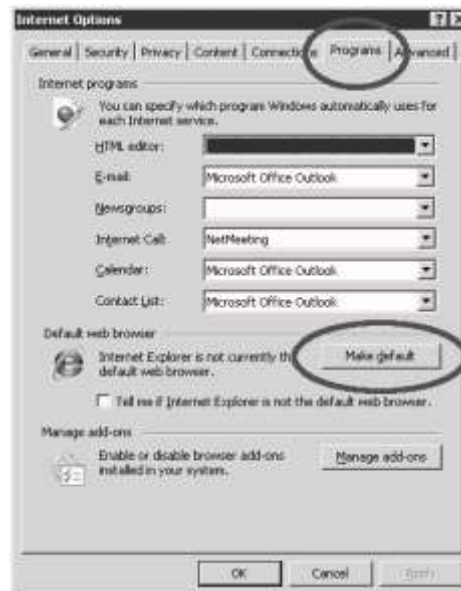 Internet Options
General Security Privacy Content Connections Programs Advanced
Internet programs
You can specify which program Windows automatically uses for
each Internet service.
HTML editor:
E-mail: Microsoft Office Outlook
Newsgroups:
Internet Call: NetMeeting
Calendar: Microsoft Office Outlook
Contact List: Microsoft Office Outlook
Default web browser
Internet Explorer is not currently th Make default
default web browser.
Tell me if Internet Explorer is not the default web browser.
Manage add-ons
Enable or disable browser add-ons Manage add-ons
installed in your system.
OK Cancel Apply